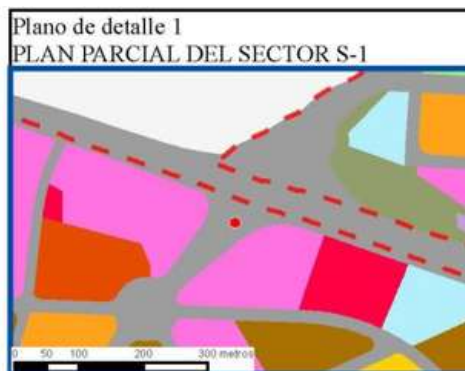 Plano de detalle 1
PLAN PARCIAL DEL SECTOR S-1
0 50 100 200 300 metros